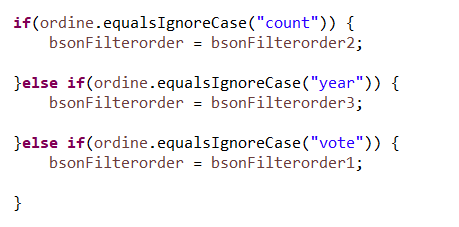 if(ordine.equalsIgnoreCase("count")) {
    bsonFilterorder = bsonFilterorder2;

}else if(ordine.equalsIgnoreCase("year")) {
    bsonFilterorder = bsonFilterorder3;

}else if(ordine.equalsIgnoreCase("vote")) {
    bsonFilterorder = bsonFilterorder1;

}